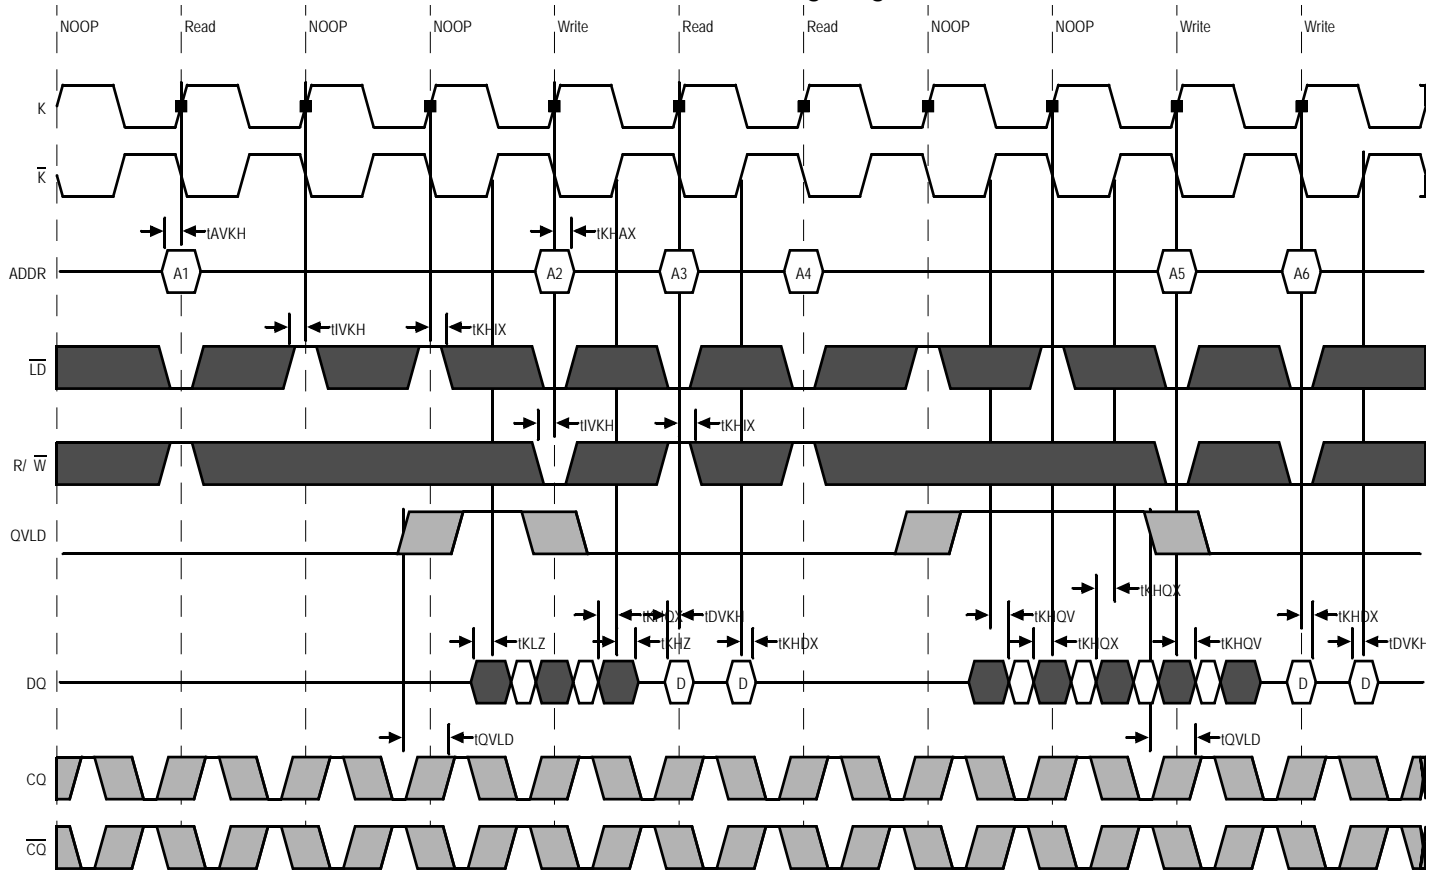 NOOP Read NOOP NOOP Write Read Read NOOP NOOP Write Write
K
K̅
tAVKH tKHAX
ADDR A1 A2 A3 A4 A5 A6
tIVKH tKHIX
L̅D̅
tIVKH tKHIX
R/ W̅
QVLD
tKHQX
tKHQX tDVKH tKHQV tKHDX
tKLZ tKHZ tKHDX tKHQX tKHQV tDVKH
DQ D D D D
tQVLD tQVLD
CQ
C̅Q̅